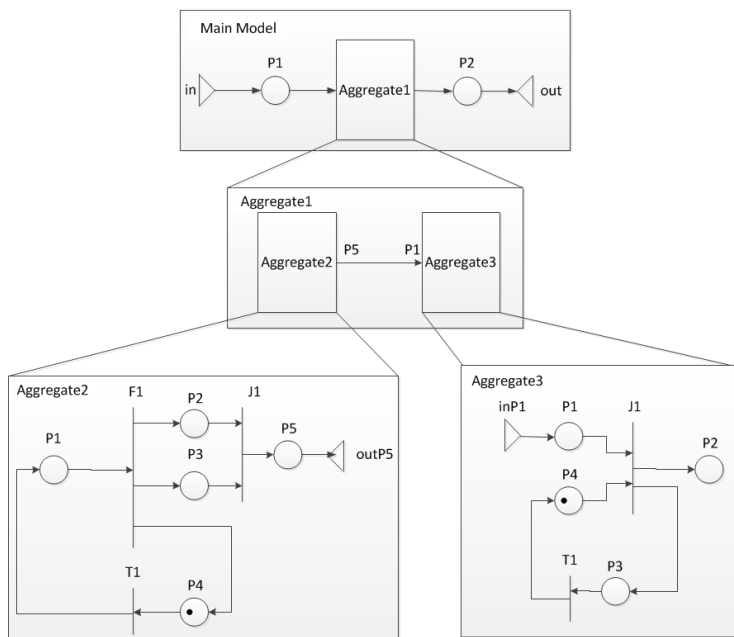 Main Model
P1
P2
in
Aggregate1
out
Aggregate1
P5
P1
Aggregate2
Aggregate3
Aggregate2
F1
P2
J1
P1
P5
P3
outP5
T1
P4
Aggregate3
inP1
P1
J1
P2
P4
T1
P3